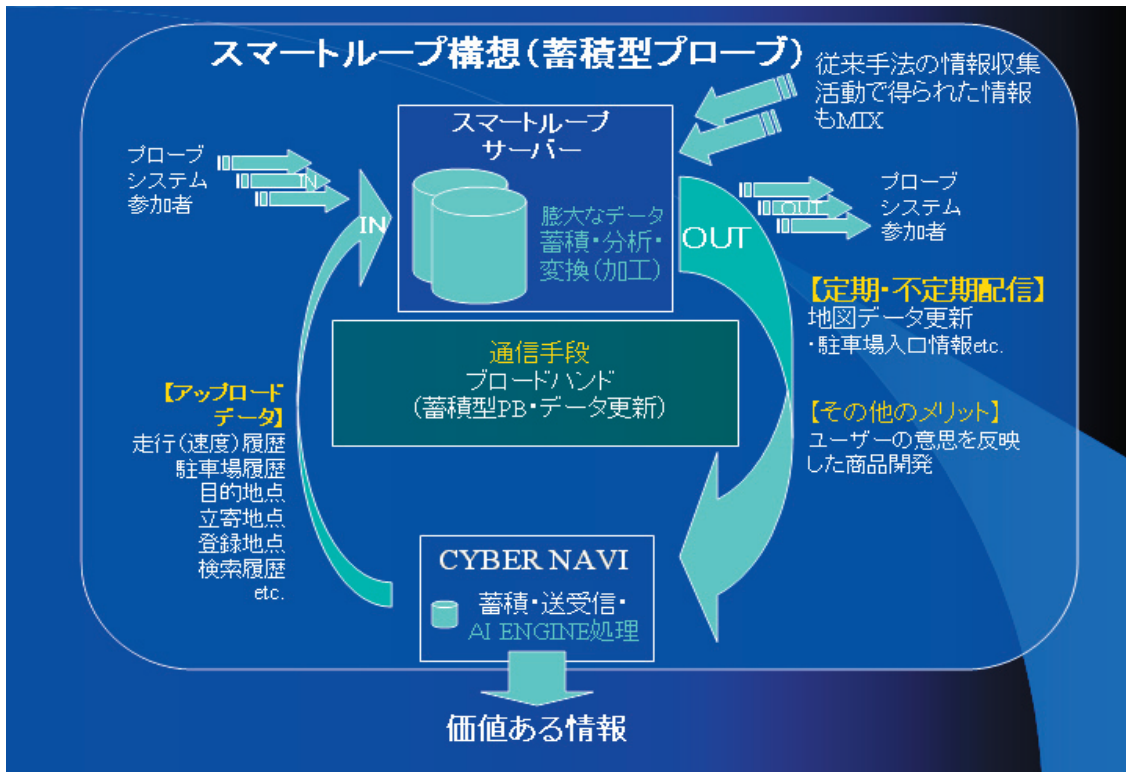 スマートループ構想(蓄積型プローブ)
従来手法の情報収集
活動で得られた情報
もMIX
スマートループ
サーバー
膨大なデータ
蓄積・分析・
変換(加工)
プローブ
システム
参加者
IN
IN
OUT
OUT
プローブ
システム
参加者
【定期・不定期配信】
地図データ更新
・駐車場入口情報etc.
通信手段
ブロードハンド
(蓄積型PB・データ更新)
【アップロード
データ】
走行(速度)履歴
駐車場履歴
目的地点
立寄地点
登録地点
検索履歴
etc.
【その他のメリット】
ユーザーの意思を反映
した商品開発
CYBER NAVI
蓄積・送受信・
AI ENGINE処理
価値ある情報